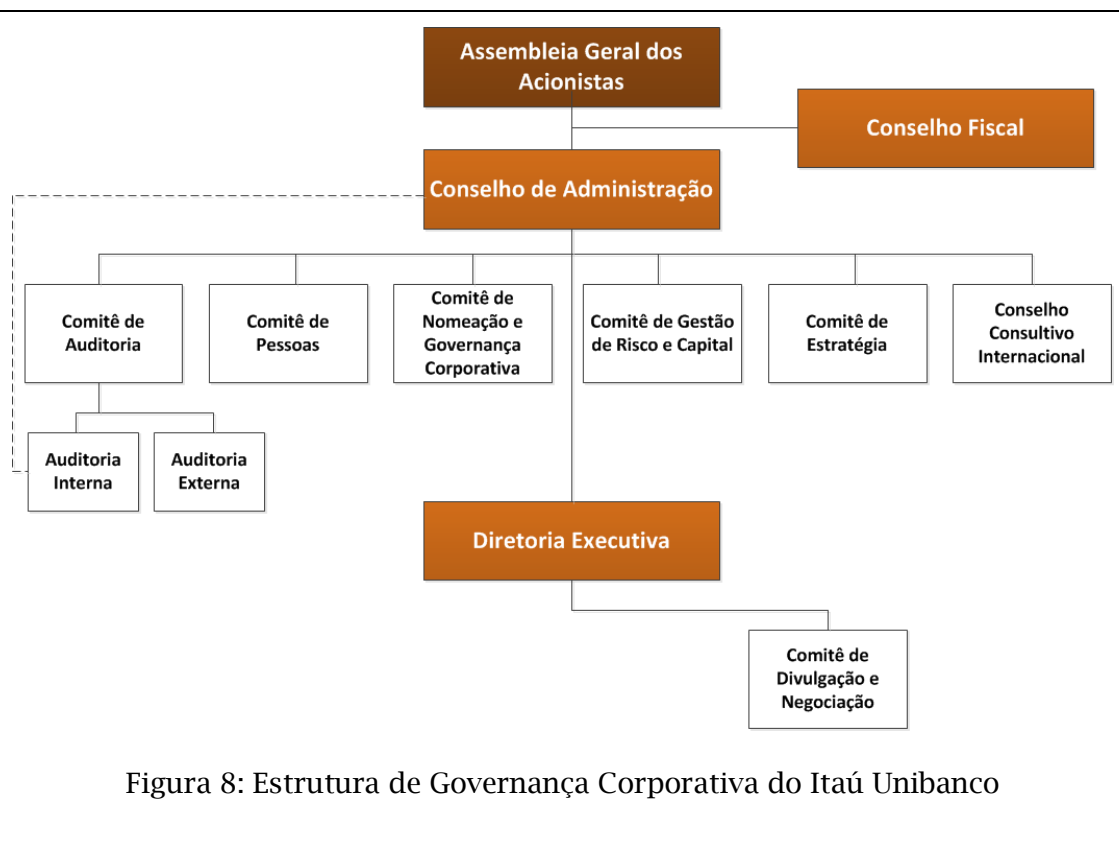 Assembleia Geral dos
Acionistas
Conselho Fiscal
Conselho de Administração
Comitê de
Auditoria
Comitê de
Pessoas
Comitê de
Nomeação e
Governança
Corporativa
Comitê de Gestão
de Risco e Capital
Comitê de
Estratégia
Conselho
Consultivo
Internacional
Auditoria
Interna
Auditoria
Externa
Diretoria Executiva
Comitê de
Divulgação e
Negociação
Figura 8: Estrutura de Governança Corporativa do Itaú Unibanco